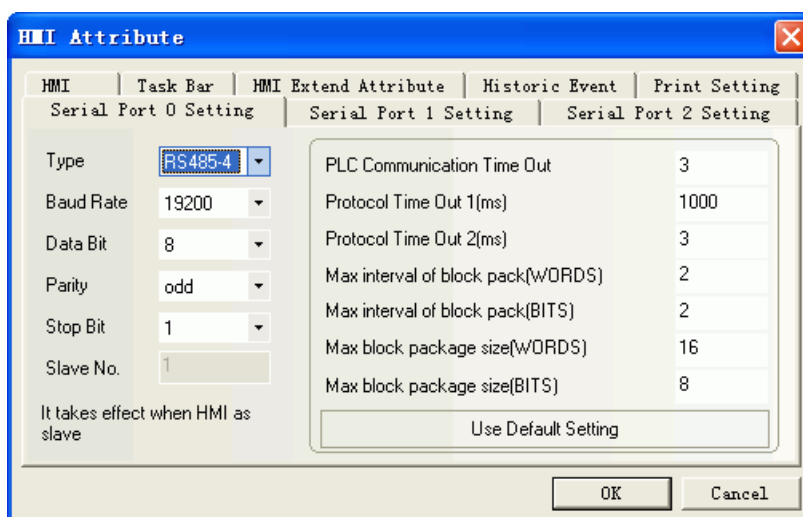 HMI Attribute
HMI
Task Bar
HMI Extend Attribute
Historic Event
Print Setting
Serial Port 0 Setting
Serial Port 1 Setting
Serial Port 2 Setting
Type
RS485-4
Baud Rate
19200
Data Bit
8
Parity
odd
Stop Bit
1
Slave No.
1
It takes effect when HMI as
slave
PLC Communication Time Out
3
Protocol Time Out 1(ms)
1000
Protocol Time Out 2(ms)
3
Max interval of block pack(WORDS)
2
Max interval of block pack(BITS)
2
Max block package size(WORDS)
16
Max block package size(BITS)
8
Use Default Setting
OK
Cancel